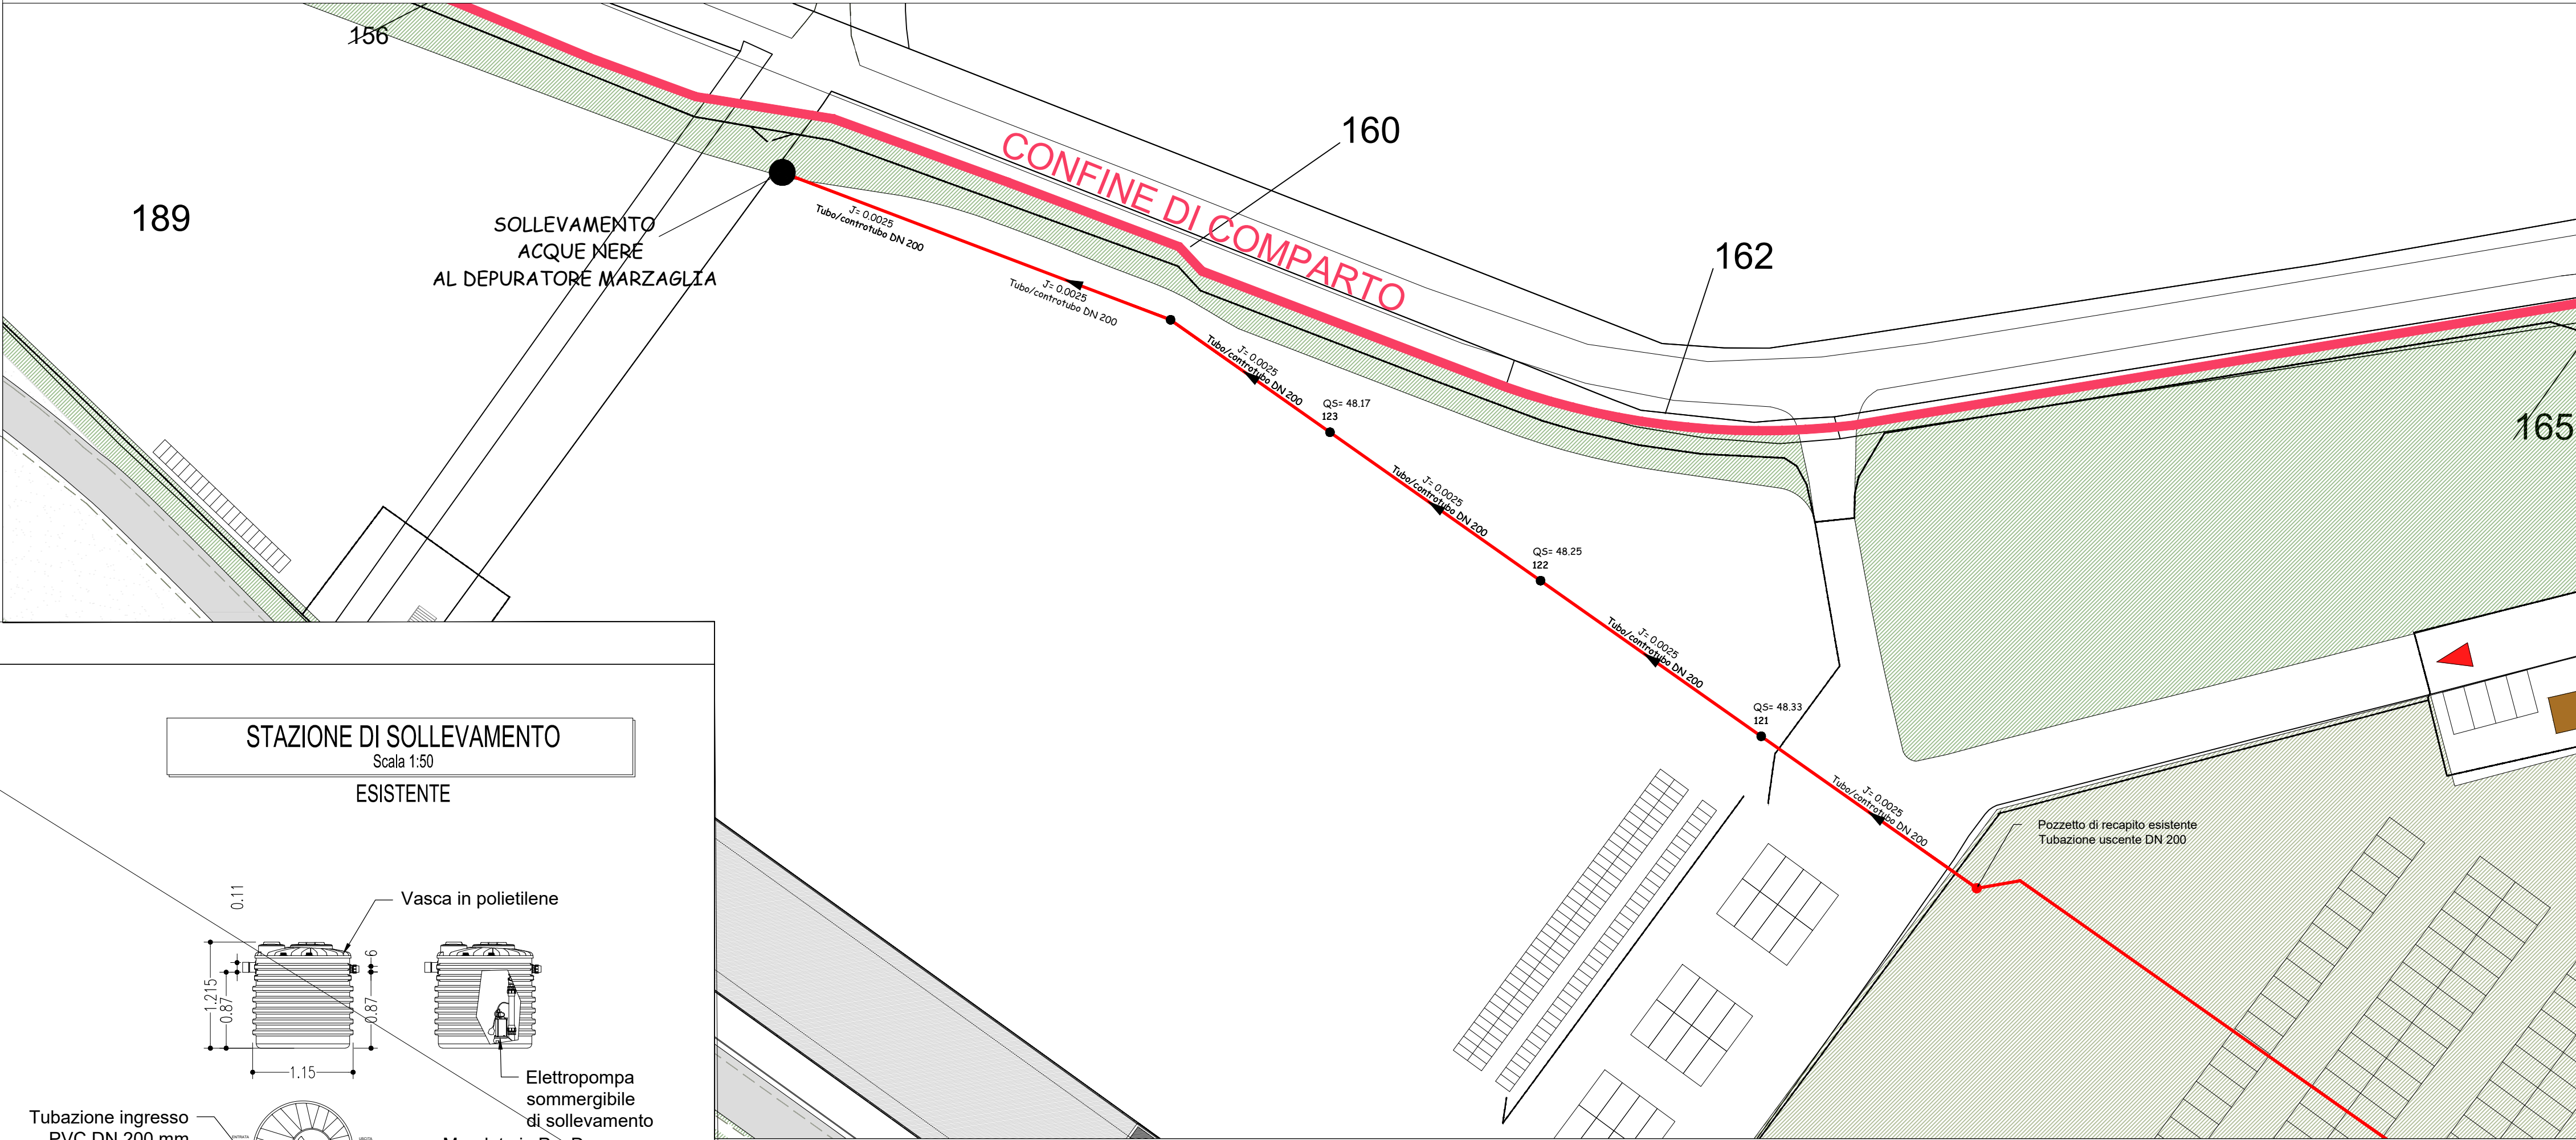 156
160
CONFINE DI COMPARTO
189
SOLLEVAMENTO
ACQUE NERE
AL DEPURATORE MARZAGLIA
162
165
J= 0.0025
Tubo/controtubo DN 200
J= 0.0025
Tubo/controtubo DN 200
J= 0.0025
Tubo/controtubo DN 200
QS= 48.17
123
J= 0.0025
Tubo/controtubo DN 200
QS= 48.25
122
J= 0.0025
Tubo/controtubo DN 200
QS= 48.33
121
J= 0.0025
Tubo/controtubo DN 200
Pozzetto di recapito esistente
Tubazione uscente DN 200
STAZIONE DI SOLLEVAMENTO
Scala 1:50
ESISTENTE
0.11
Vasca in polietilene
6
1.215
0.87
0.87
1.15
Elettropompa
sommergibile
di sollevamento
Tubazione ingresso
PVC DN 200 mm